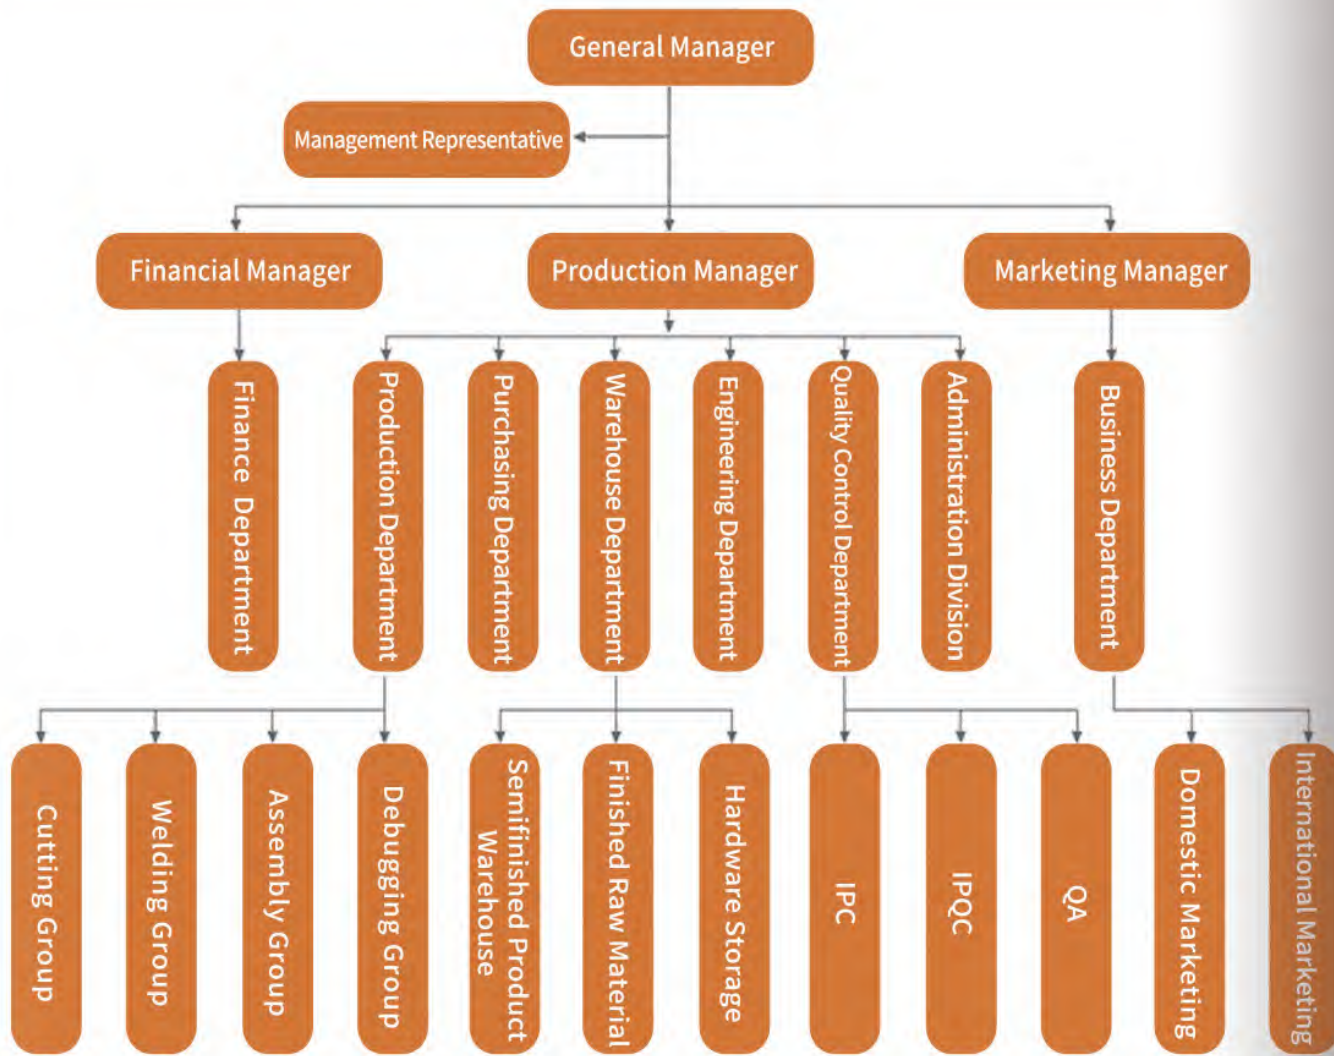 General Manager
Management Representative
Financial Manager
Production Manager
Marketing Manager
Finance Department
Production Department
Purchasing Department
Warehouse Department
Engineering Department
Quality Control Department
Administration Division
Business Department
Cutting Group
Welding Group
Assembly Group
Debugging Group
Semifinished Product
Warehouse
Finished Raw Material
Hardware Storage
IPC
IPQC
QA
Domestic Marketing
International Marketing